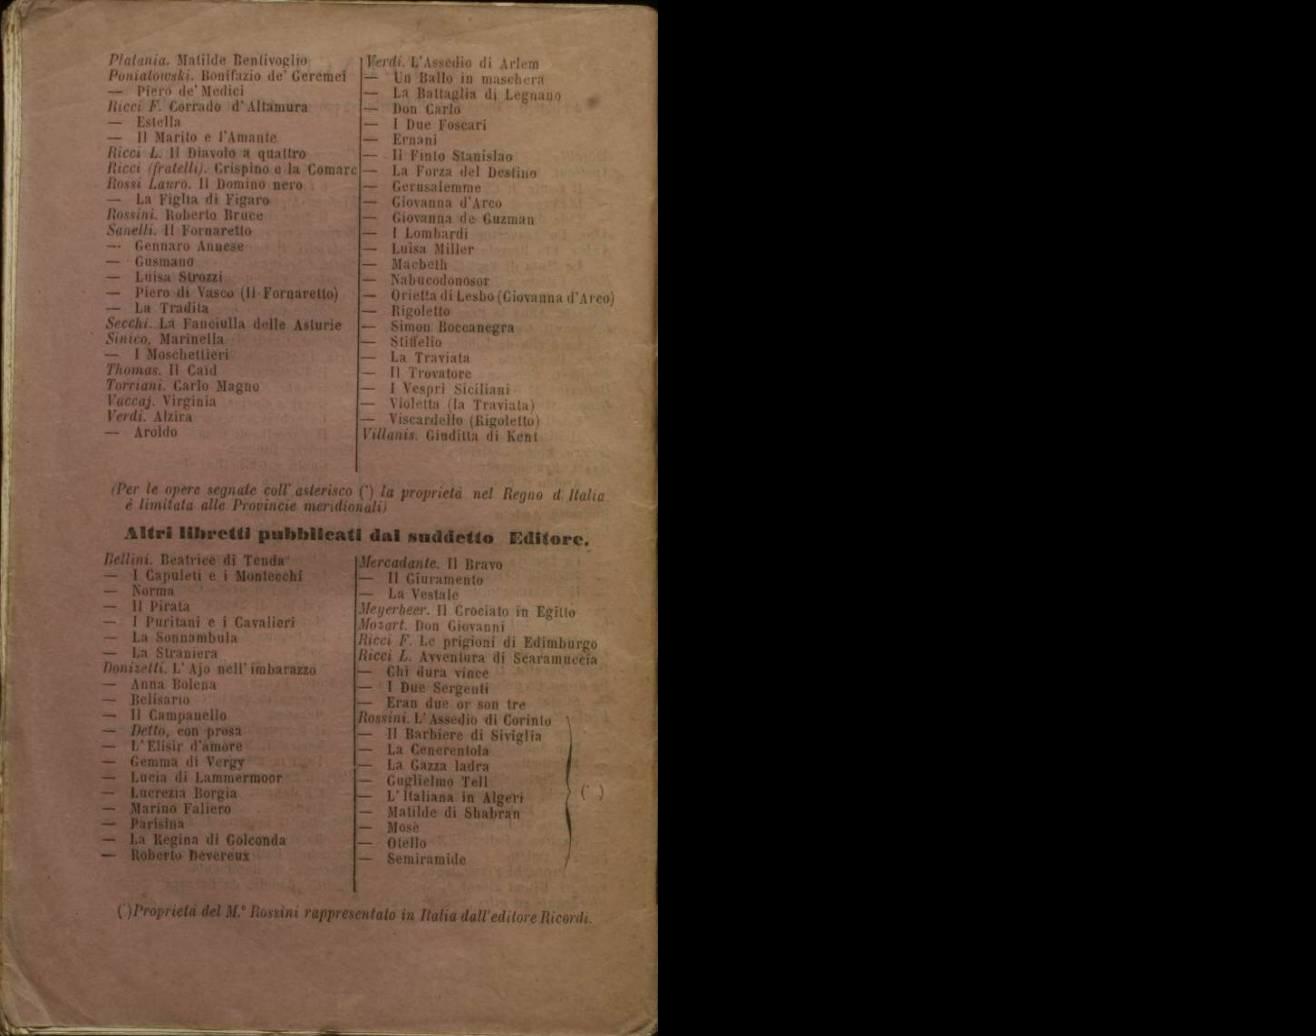 Platania. Matilde Bentivoglio
Poniatowski. Bonifazio de' Geremei
— Piero de' Medici
Ricci F. Corrado d'Altamura
— Estella
— Il Marito e l'Amante
Ricci L. Il Diavolo a quattro
Ricci (fratelli). Crispino e la Comare
Rossi Lauro. Il Domino nero
— La Figlia di Figaro
Rossini. Roberto Bruce
Sanelli. Il Fornaretto
— Gennaro Annese
— Gusmano
— Luisa Strozzi
— Piero di Vasco (Il Fornaretto)
— La Tradita
Secchi. La Fanciulla delle Asturie
Sinico. Marinella
— I Moschettieri
Thomas. Il Caid
Torriani. Carlo Magno
Vaccaj. Virginia
Verdi. Alzira
— Aroldo
Verdi. L'Assedio di Arlem
— Un Ballo in maschera
— La Battaglia di Legnano
— Don Carlo
— I Due Foscari
— Ernani
— Il Finto Stanislao
— La Forza del Destino
— Gerusalemme
— Giovanna d'Arco
— Giovanna de Guzman
— I Lombardi
— Luisa Miller
— Macbeth
— Nabucodonosor
— Orietta di Lesbo (Giovanna d'Arco)
— Rigoletto
— Simon Boccanegra
— Stiffelio
— La Traviata
— Il Trovatore
— I Vespri Siciliani
— Violetta (la Traviata)
— Viscardello (Rigoletto)
Villanis. Giuditta di Kent
(Per le opere segnate coll'asterisco (*) la proprietà nel Regno d'Italia
è limitata alle Provincie meridionali)
Altri libretti pubblicati dal suddetto Editore.
Bellini. Beatrice di Tenda
— I Capuleti e i Montecchi
— Norma
— Il Pirata
— I Puritani e i Cavalieri
— La Sonnambula
— La Straniera
Donizetti. L'Ajo nell'imbarazzo
— Anna Bolena
— Belisario
— Il Campanello
— Detto, con prosa
— L'Elisir d'amore
— Gemma di Vergy
— Lucia di Lammermoor
— Lucrezia Borgia
— Marino Faliero
— Parisina
— La Regina di Golconda
— Roberto Devereux
Mercadante. Il Bravo
— Il Giuramento
— La Vestale
Meyerbeer. Il Crociato in Egitto
Mozart. Don Giovanni
Ricci F. Le prigioni di Edimburgo
Ricci L. Avventura di Scaramuccia
— Chi dura vince
— I Due Sergenti
— Eran due or son tre
Rossini. L'Assedio di Corinto
— Il Barbiere di Siviglia
— La Cenerentola
— La Gazza ladra
— Guglielmo Tell
— L'Italiana in Algeri
— Matilde di Shabran
— Mosè
— Otello
— Semiramide
(*)
(*) Proprietà del M.° Rossini rappresentato in Italia dall'editore Ricordi.